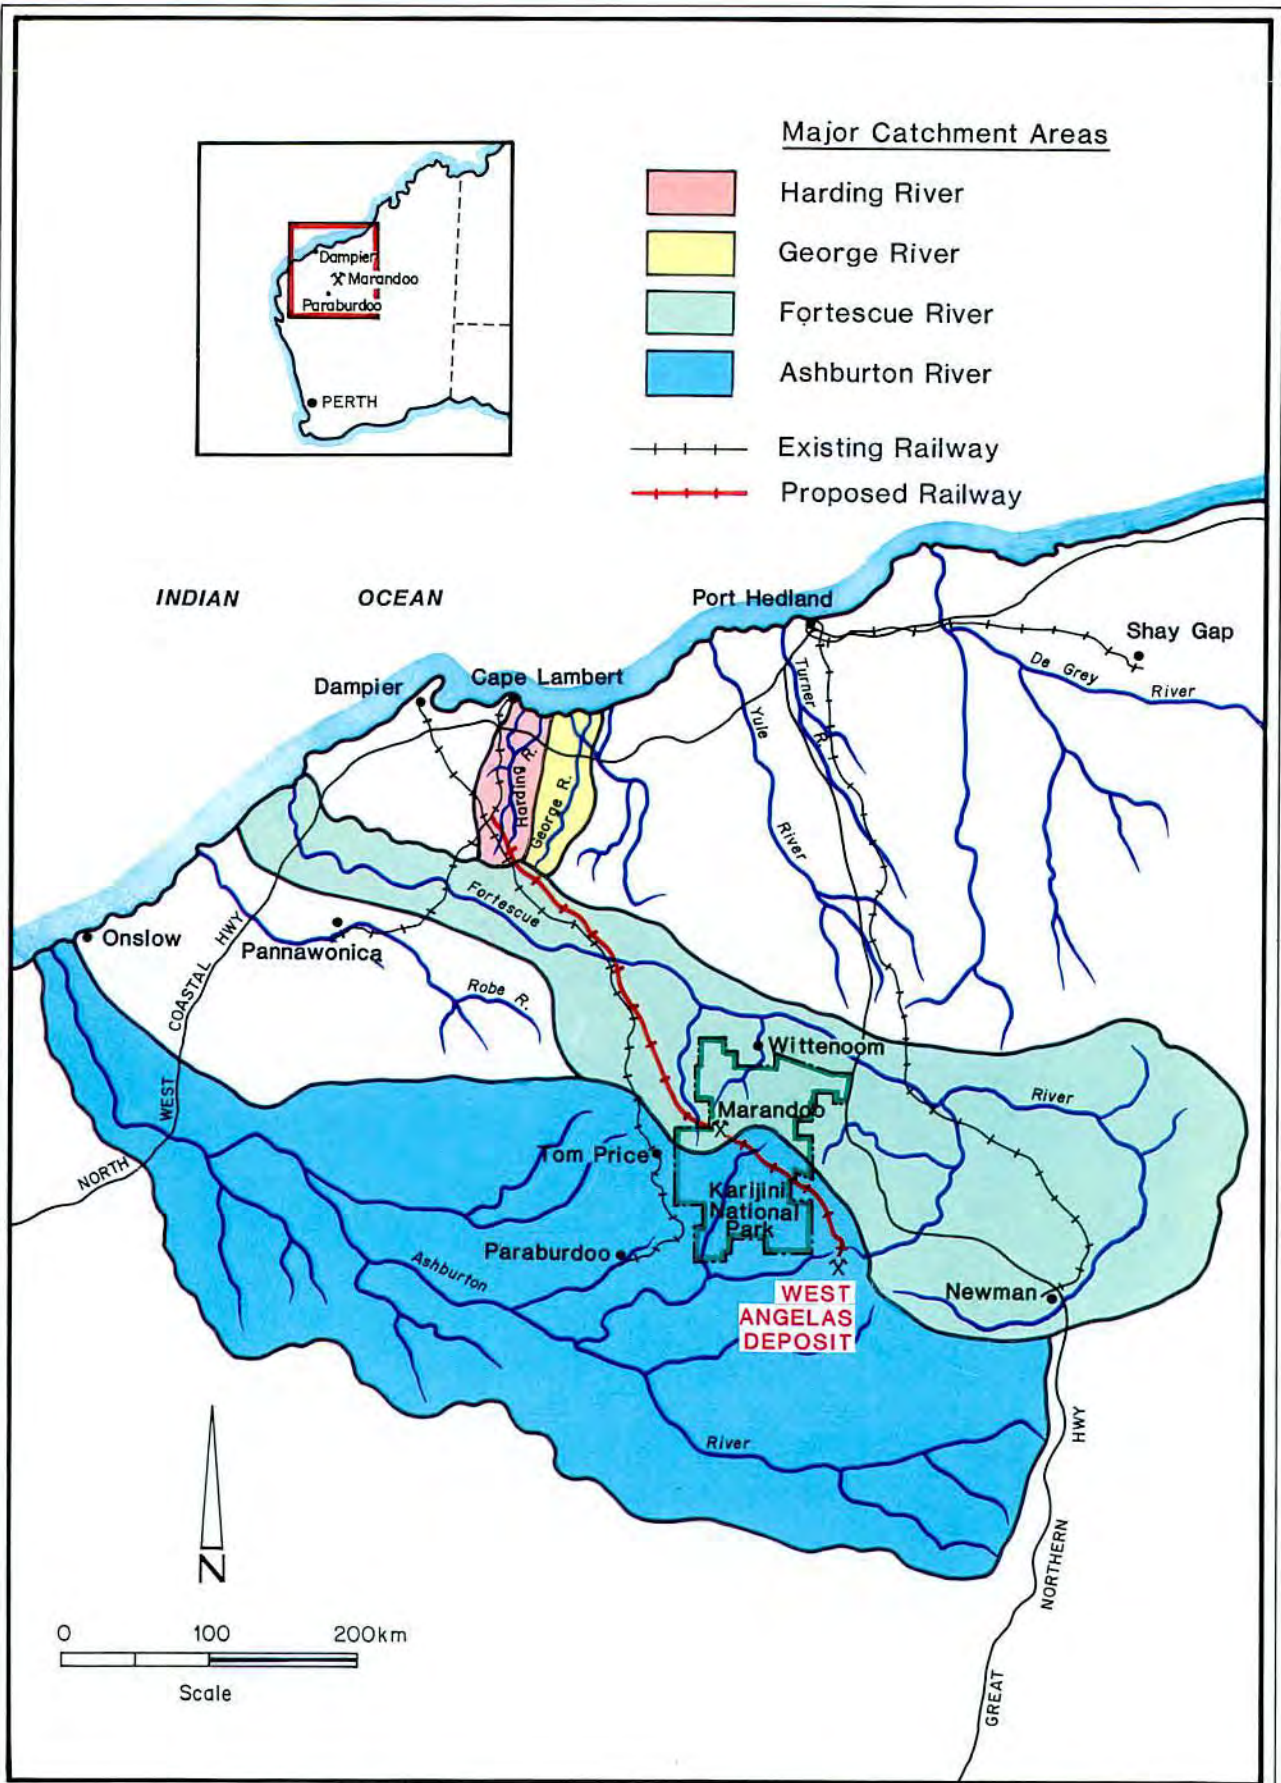 Major Catchment Areas
Harding River
George River
Fortescue River
Ashburton River
Existing Railway
Proposed Railway
Dampier
Marandoo
Paraburdoo
PERTH
INDIAN OCEAN
Port Hedland
Shay Gap
De Grey
River
Cape Lambert
Dampier
Turner
R.
Yule
River
Harding R.
George R.
Fortescue
Onslow
Pannawonica
Robe R.
NORTH WEST COASTAL HWY
Wittenoom
River
Marandoo
Tom Price
Karijini
National
Park
Paraburdoo
Ashburton
WEST
ANGELAS
DEPOSIT
Newman
River
GREAT NORTHERN HWY
N
0 100 200km
Scale